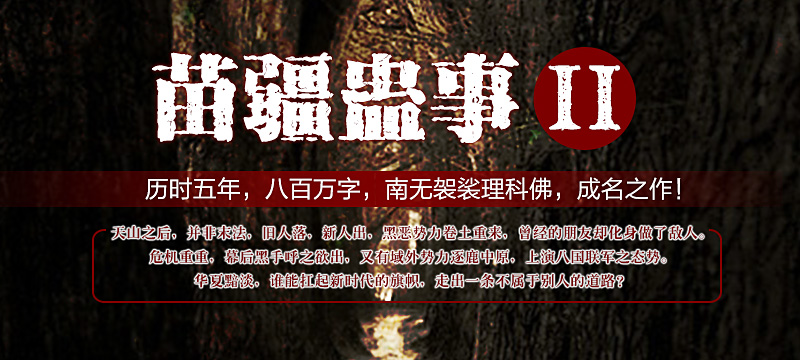 苗疆蛊事 II
历时五年，八百万字，南无袈裟理科佛，成名之作！
天山之后，并非末法，旧人落，新人出，黑恶势力卷土重来，曾经的朋友却化身做了敌人。
危机重重，幕后黑手呼之欲出，又有域外势力逐鹿中原，上演八国联军之态势。
华夏黯淡，谁能扛起新时代的旗帜，走出一条不属于别人的道路？